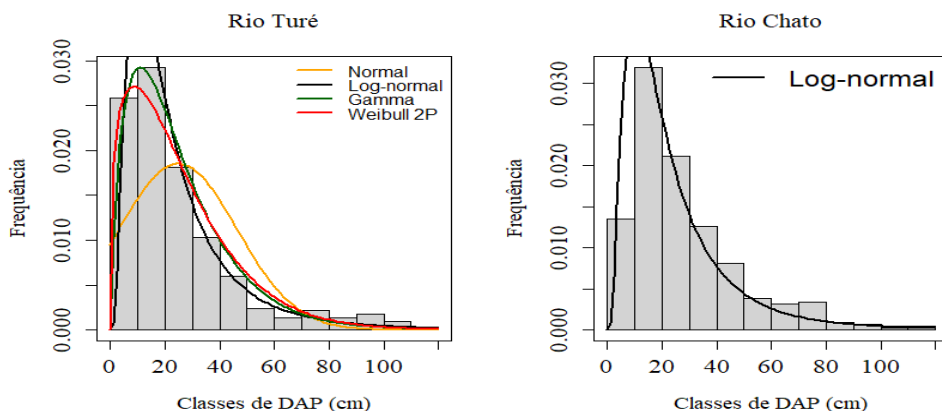 Rio Turé
Frequência
0.000
0.010
0.020
0.030
Normal
Log-normal
Gamma
Weibull 2P
0 20 40 60 80 100
Classes de DAP (cm)
Rio Chato
Frequência
0.000
0.010
0.020
0.030
Log-normal
0 20 40 60 80 100
Classes de DAP (cm)